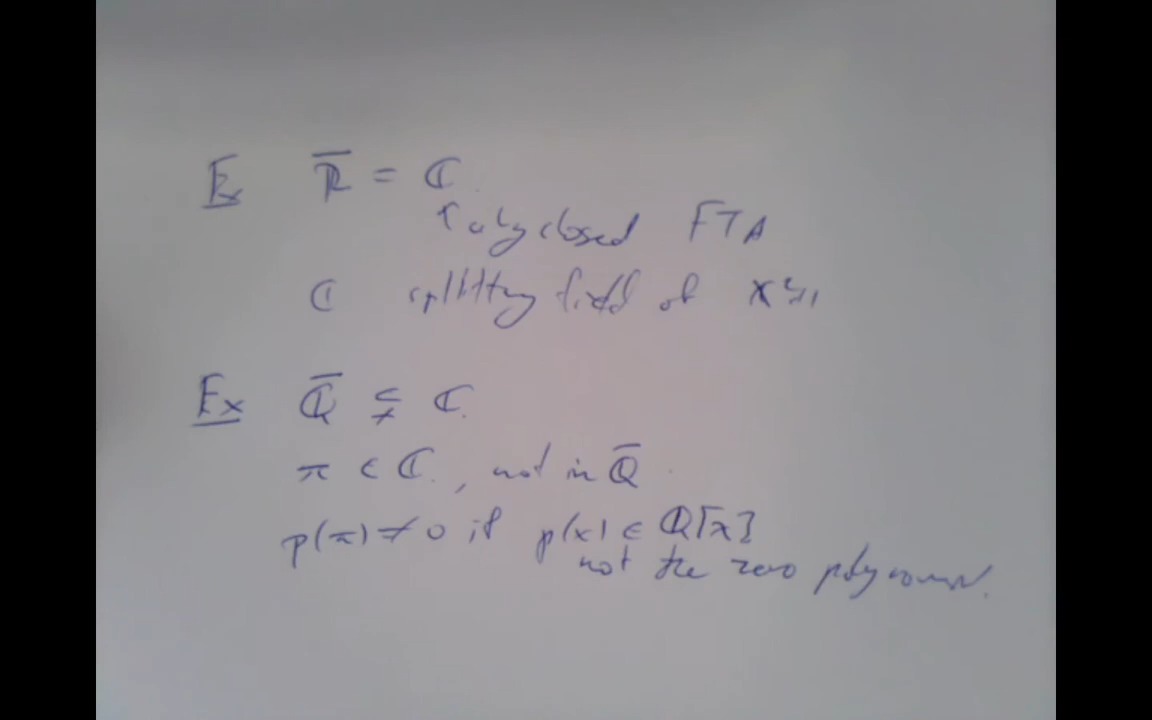 Ex ℝ̅ = ℂ.
↑ alg closed FTA
ℂ splitting field of x²+1
Ex ℚ̅ ⊊ ℂ.
π ∈ ℂ, not in ℚ̅.
p(π) ≠ 0 if p(x) ∈ ℚ[x]
not the zero polynomial.